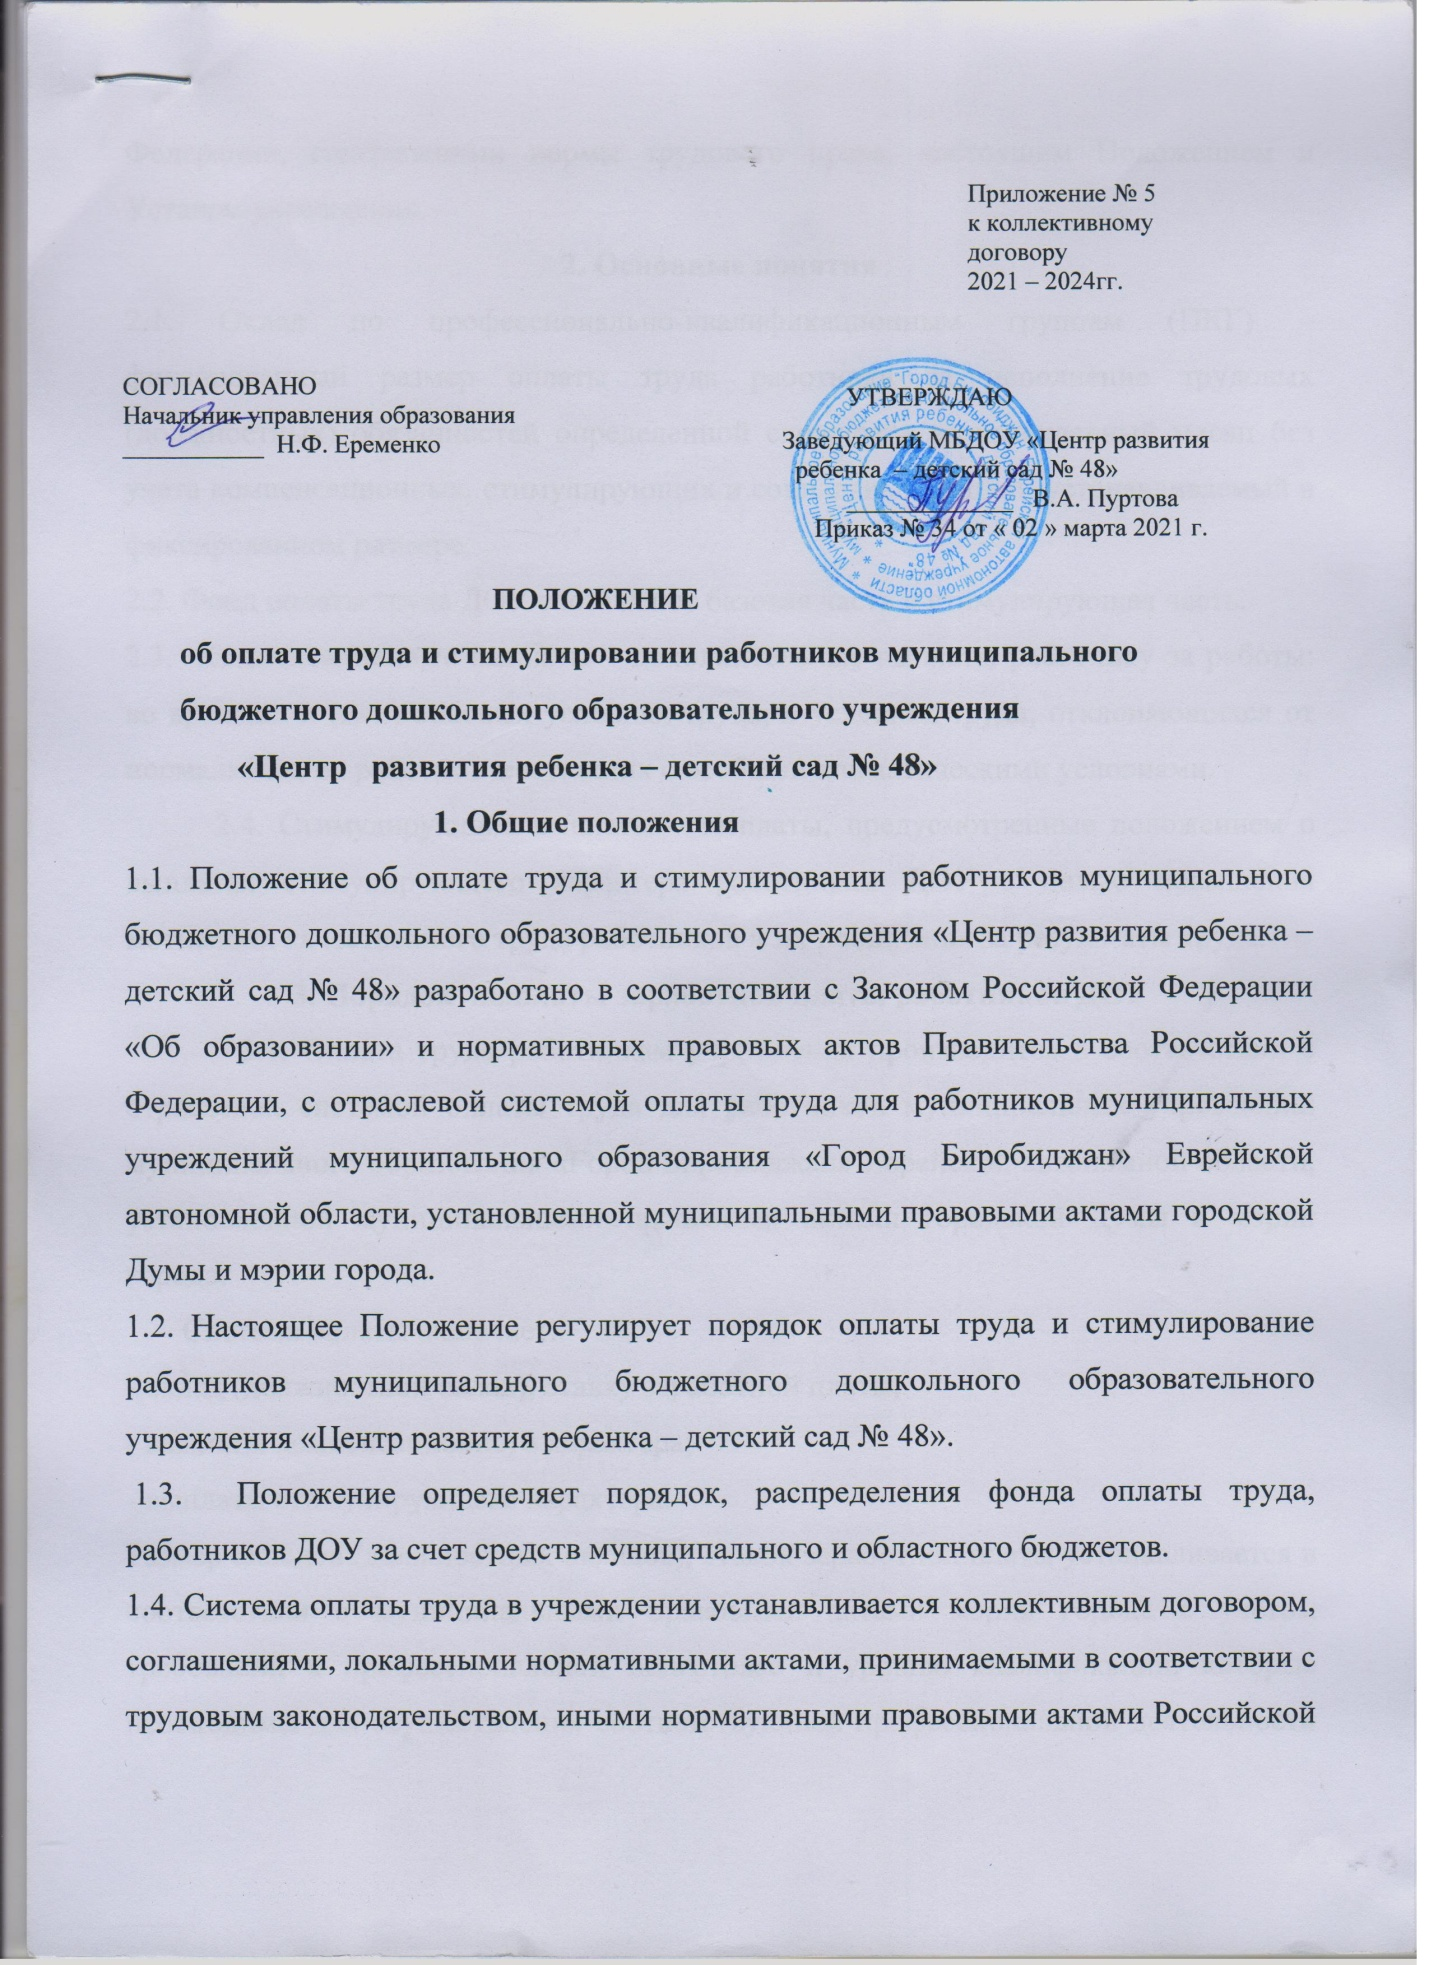 Приложение № 5
к коллективному
договору
2021 – 2024гг.
СОГЛАСОВАНО
Начальник управления образования
____________ Н.Ф. Еременко
УТВЕРЖДАЮ
Заведующий МБДОУ «Центр развития
ребенка – детский сад № 48»
_______________В.А. Пуртова
Приказ № 34 от « 02 » марта 2021 г.
ПОЛОЖЕНИЕ
об оплате труда и стимулировании работников муниципального
бюджетного дошкольного образовательного учреждения
«Центр развития ребенка – детский сад № 48»
1. Общие положения
1.1. Положение об оплате труда и стимулировании работников муниципального
бюджетного дошкольного образовательного учреждения «Центр развития ребенка –
детский сад № 48» разработано в соответствии с Законом Российской Федерации
«Об образовании» и нормативных правовых актов Правительства Российской
Федерации, с отраслевой системой оплаты труда для работников муниципальных
учреждений муниципального образования «Город Биробиджан» Еврейской
автономной области, установленной муниципальными правовыми актами городской
Думы и мэрии города.
1.2. Настоящее Положение регулирует порядок оплаты труда и стимулирование
работников муниципального бюджетного дошкольного образовательного
учреждения «Центр развития ребенка – детский сад № 48».
1.3. Положение определяет порядок, распределения фонда оплаты труда,
работников ДОУ за счет средств муниципального и областного бюджетов.
1.4. Система оплаты труда в учреждении устанавливается коллективным договором,
соглашениями, локальными нормативными актами, принимаемыми в соответствии с
трудовым законодательством, иными нормативными правовыми актами Российской